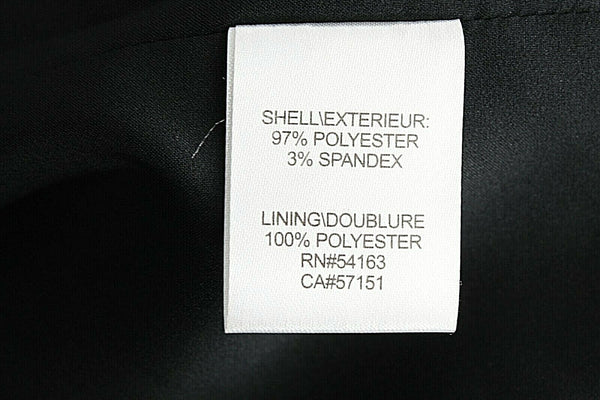 SHELL\EXTERIEUR:
97% POLYESTER
3% SPANDEX
LINING\DOUBLURE
100% POLYESTER
RN#54163
CA#57151